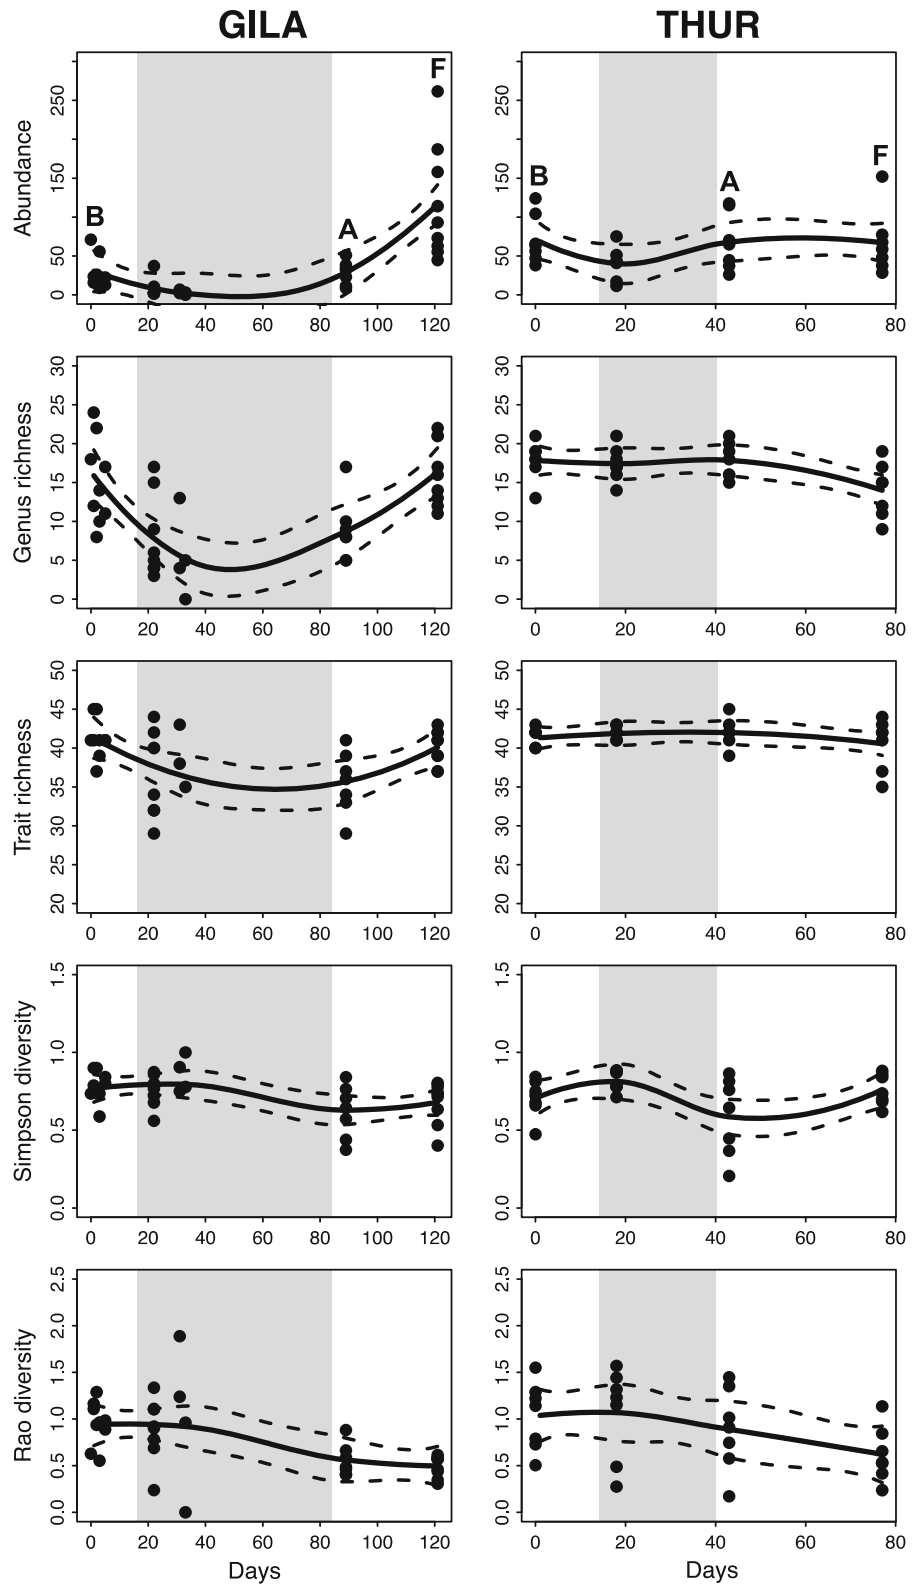 GILA THUR
Abundance
250
150
50
0
B A F
B A F
0 20 40 60 80 100 120
0 20 40 60 80
Genus richness
30
25
20
15
10
5
0
0 20 40 60 80 100 120
30
25
20
15
10
5
0
0 20 40 60 80
Trait richness
50
45
40
35
30
25
20
0 20 40 60 80 100 120
50
45
40
35
30
25
20
0 20 40 60 80
Simpson diversity
1.5
1.0
0.5
0.0
0 20 40 60 80 100 120
1.5
1.0
0.5
0.0
0 20 40 60 80
Rao diversity
2.5
2.0
1.5
1.0
0.5
0.0
0 20 40 60 80 100 120
2.5
2.0
1.5
1.0
0.5
0.0
0 20 40 60 80
Days Days
250
150
50
0